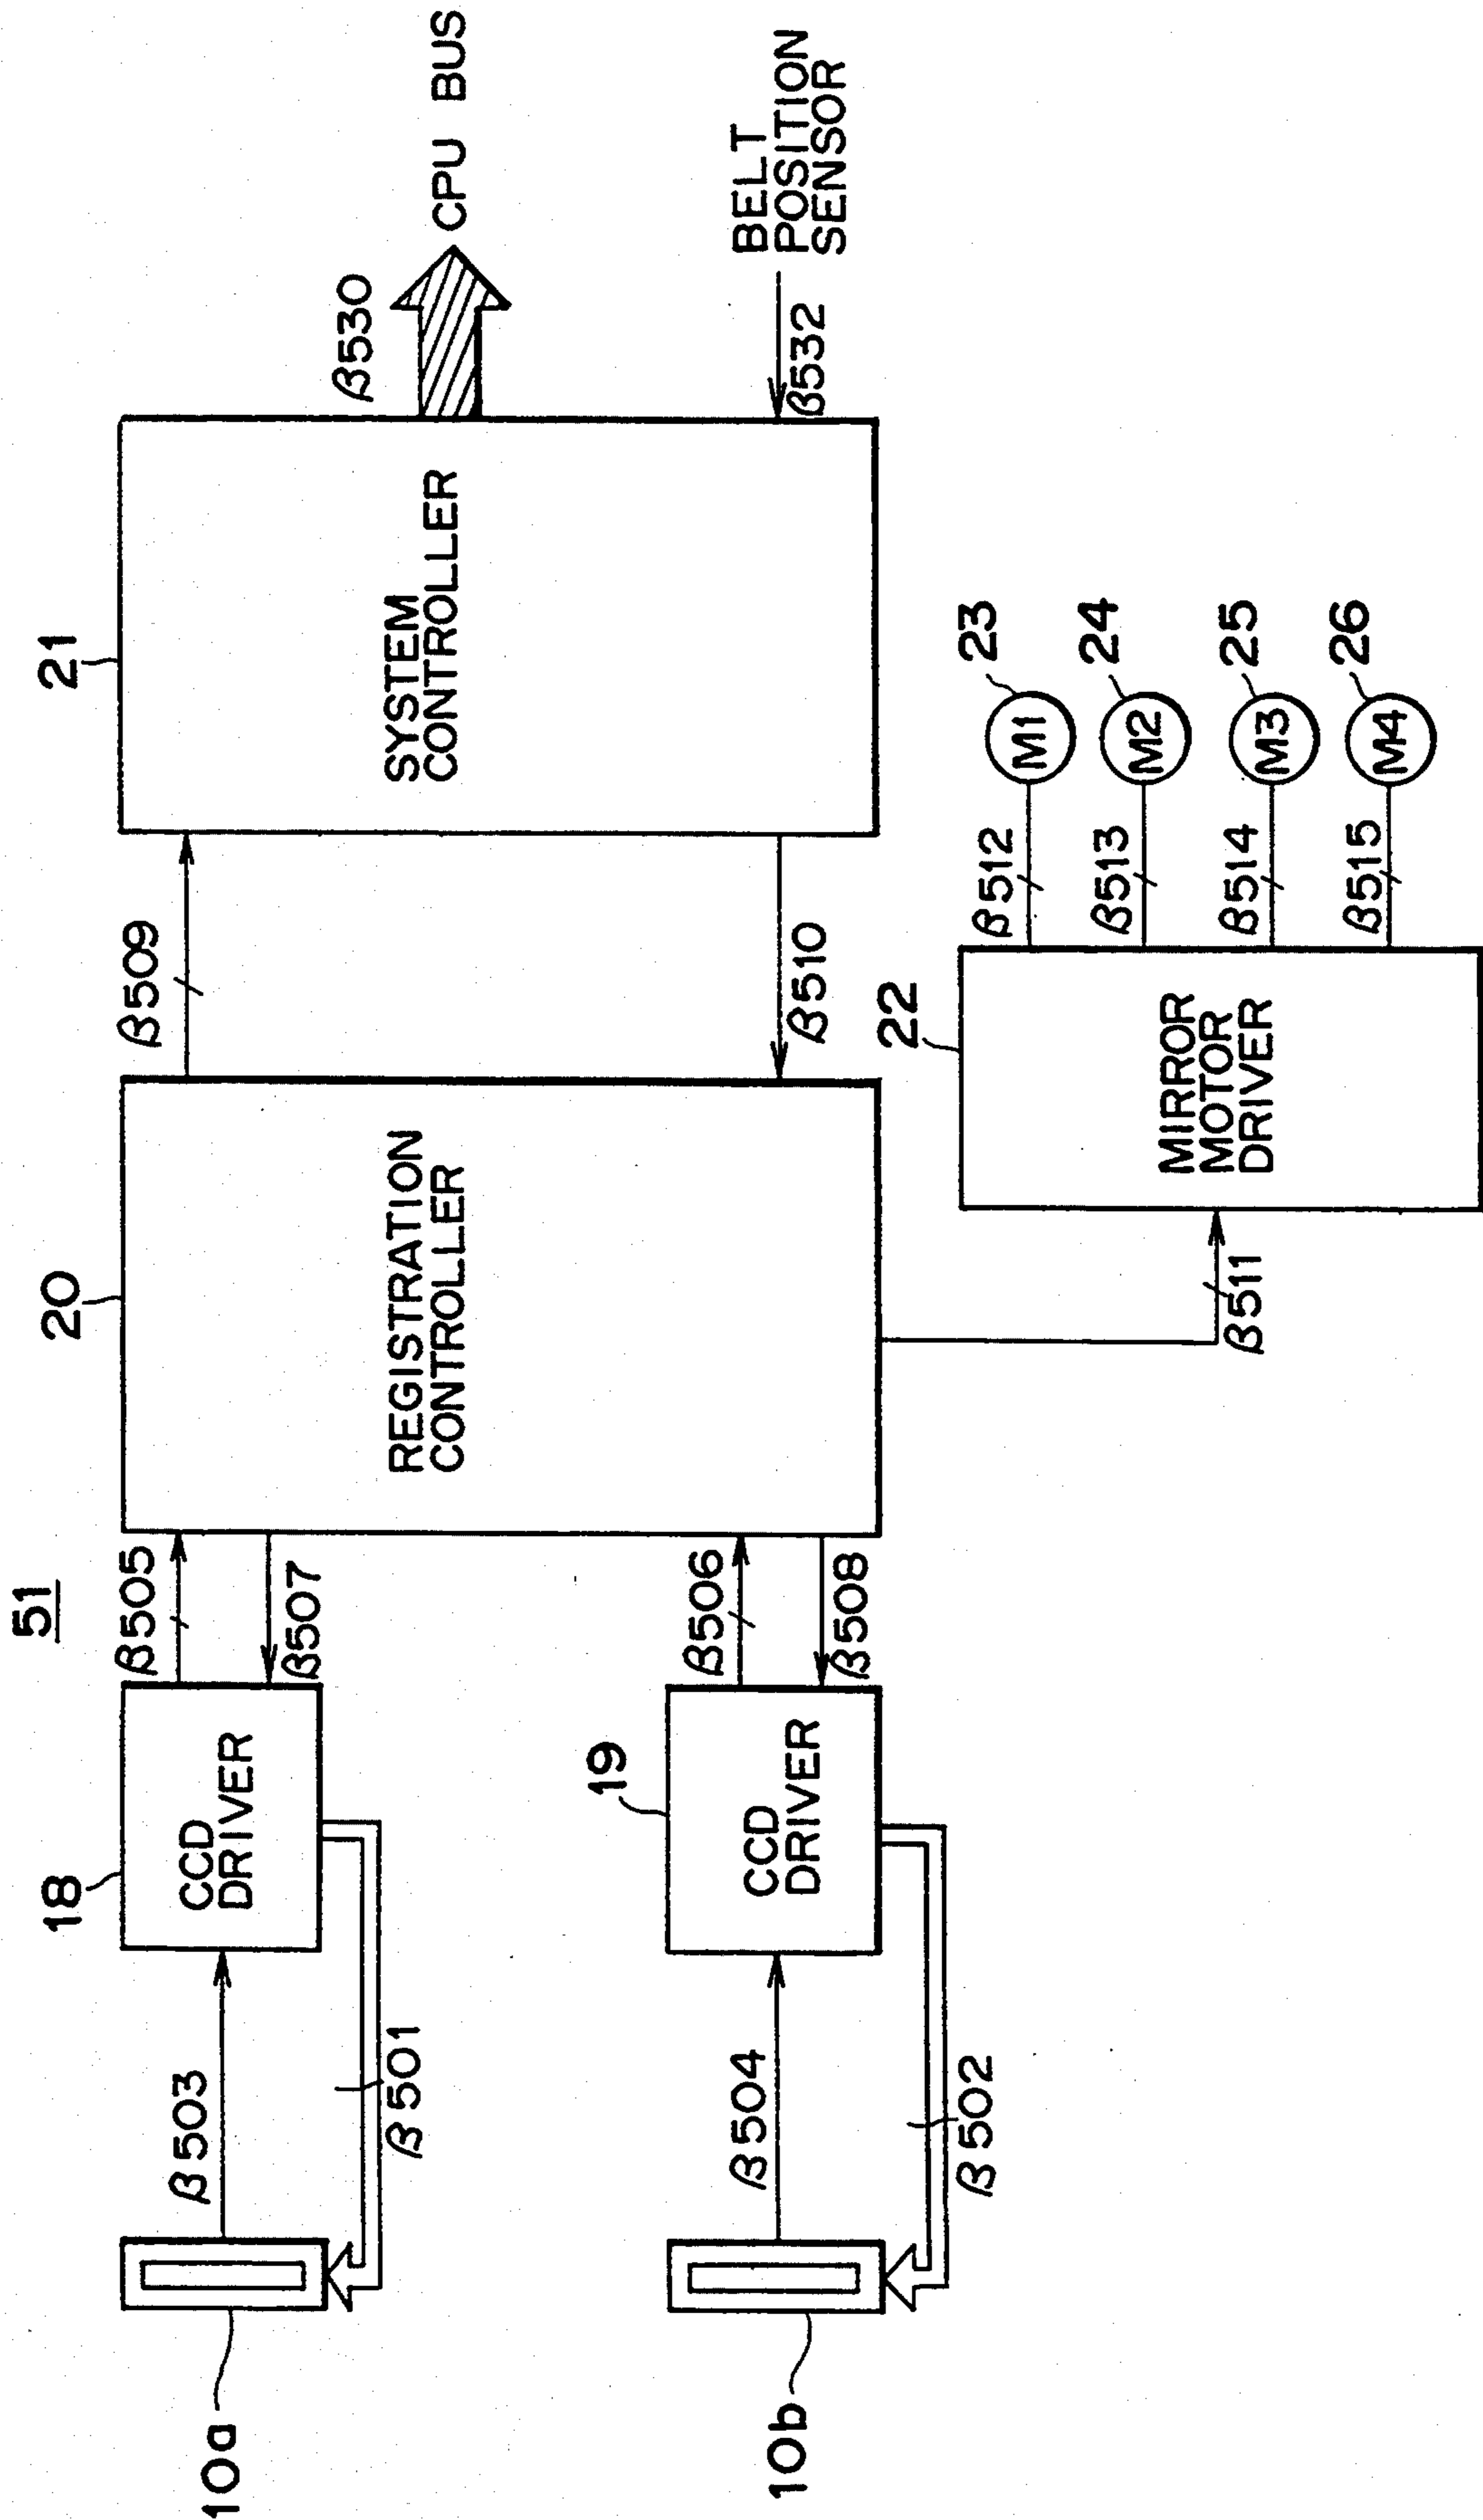 51
10a
β503
β501
18
CCD
DRIVER
β505
β507
20
REGISTRATION
CONTROLLER
β509
β510
21
SYSTEM
CONTROLLER
β530
CPU BUS
β532
BELT
POSITION
SENSOR
10b
β504
β502
19
CCD
DRIVER
β506
β508
β511
22
MIRROR
MOTOR
DRIVER
β512
M1
23
β513
M2
24
β514
M3
25
β515
M4
26